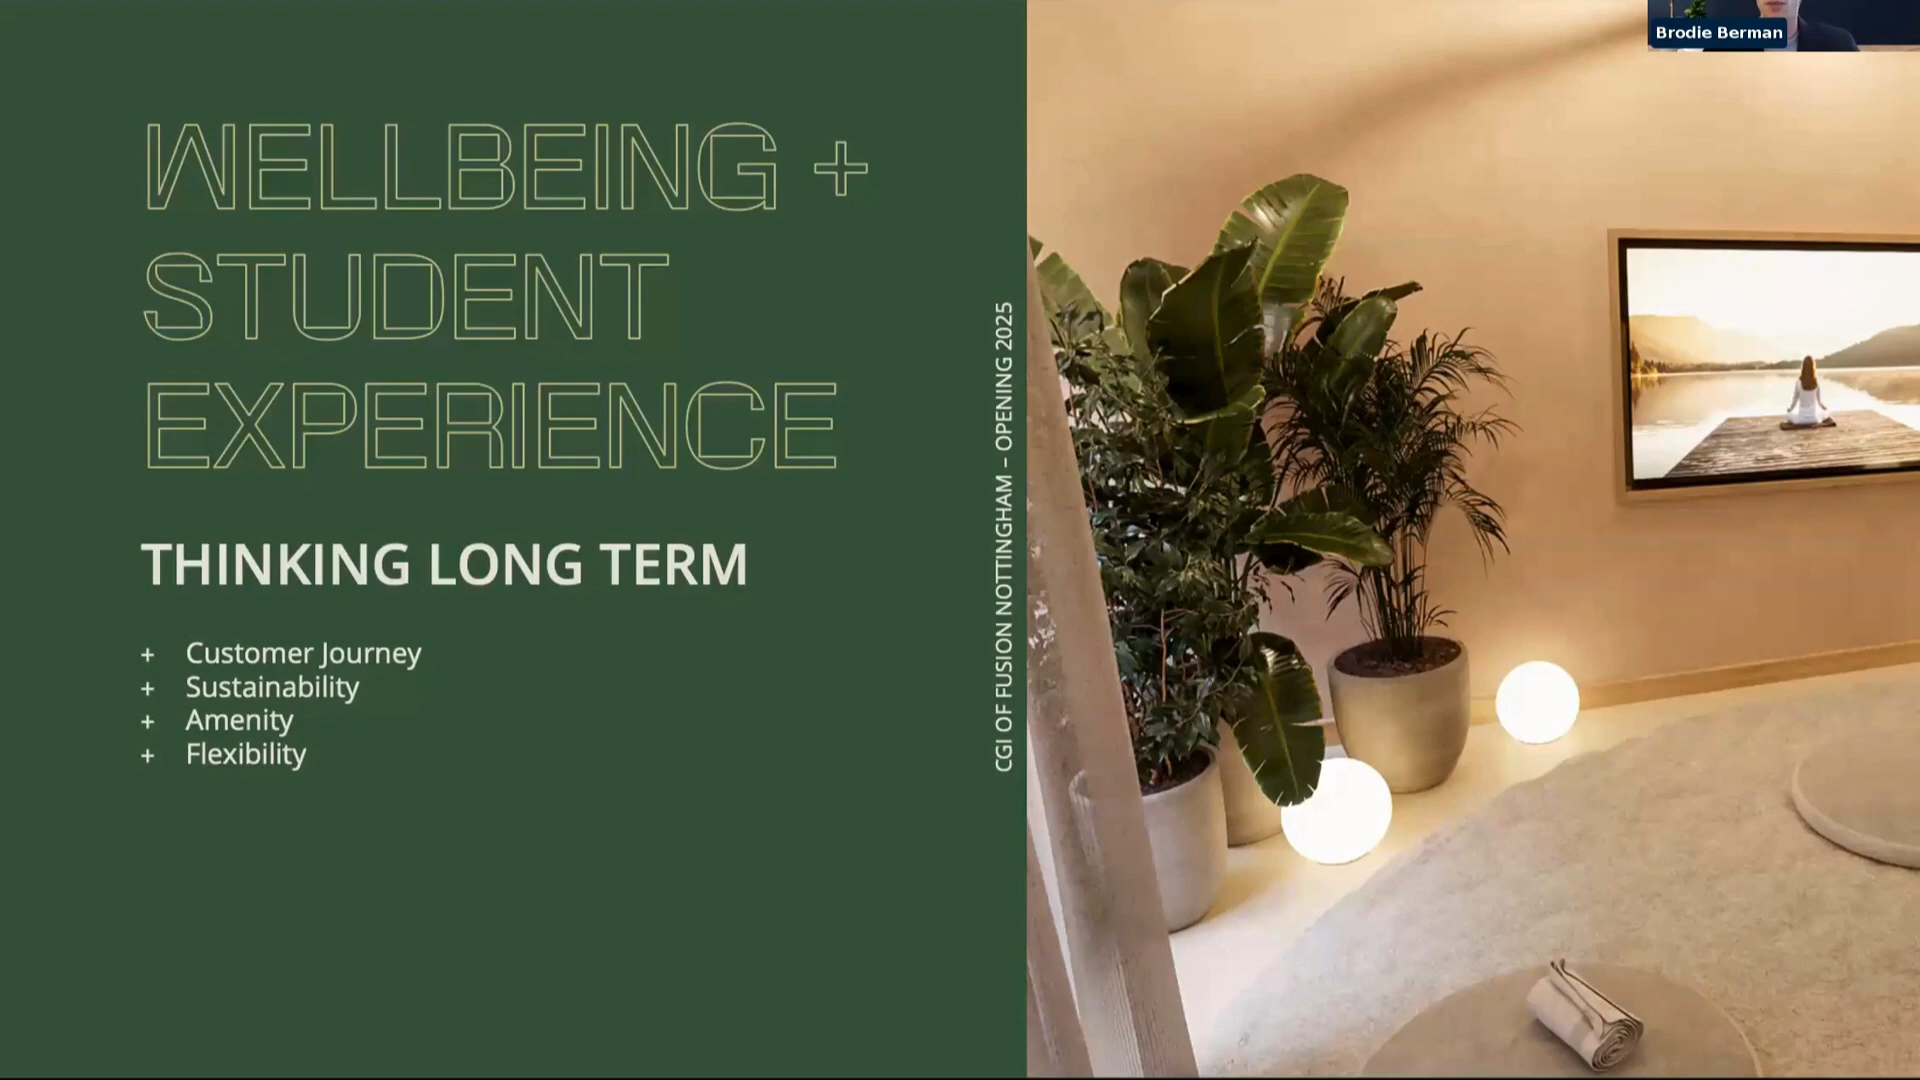 WELLBEING +
STUDENT
EXPERIENCE
THINKING LONG TERM
+ Customer Journey
+ Sustainability
+ Amenity
+ Flexibility
CGI OF FUSION NOTTINGHAM – OPENING 2025
Brodie Berman